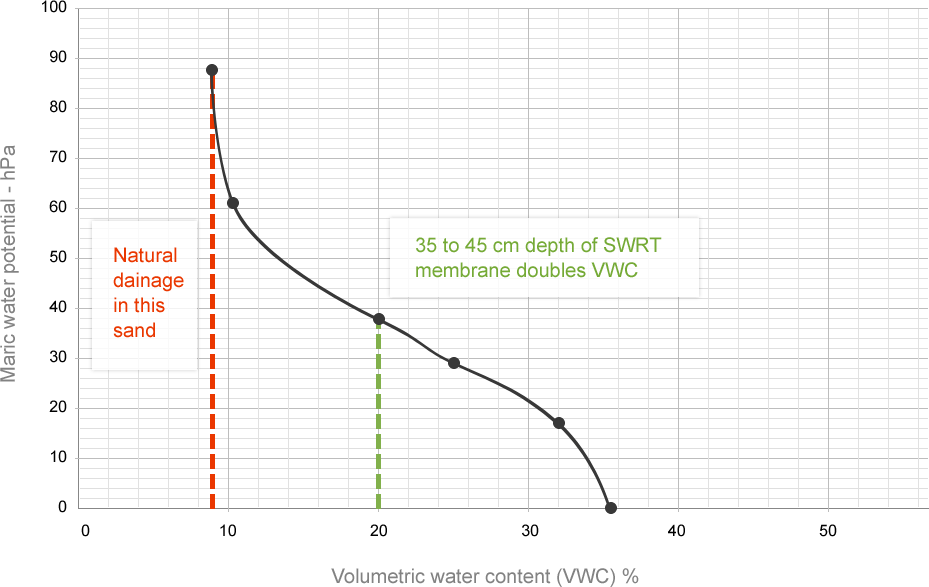 100
90
80
70
60
50
40
30
20
10
0
Maric water potential - hPa
Natural
dainage
in this
sand
35 to 45 cm depth of SWRT
membrane doubles VWC
0 10 20 30 40 50
Volumetric water content (VWC) %